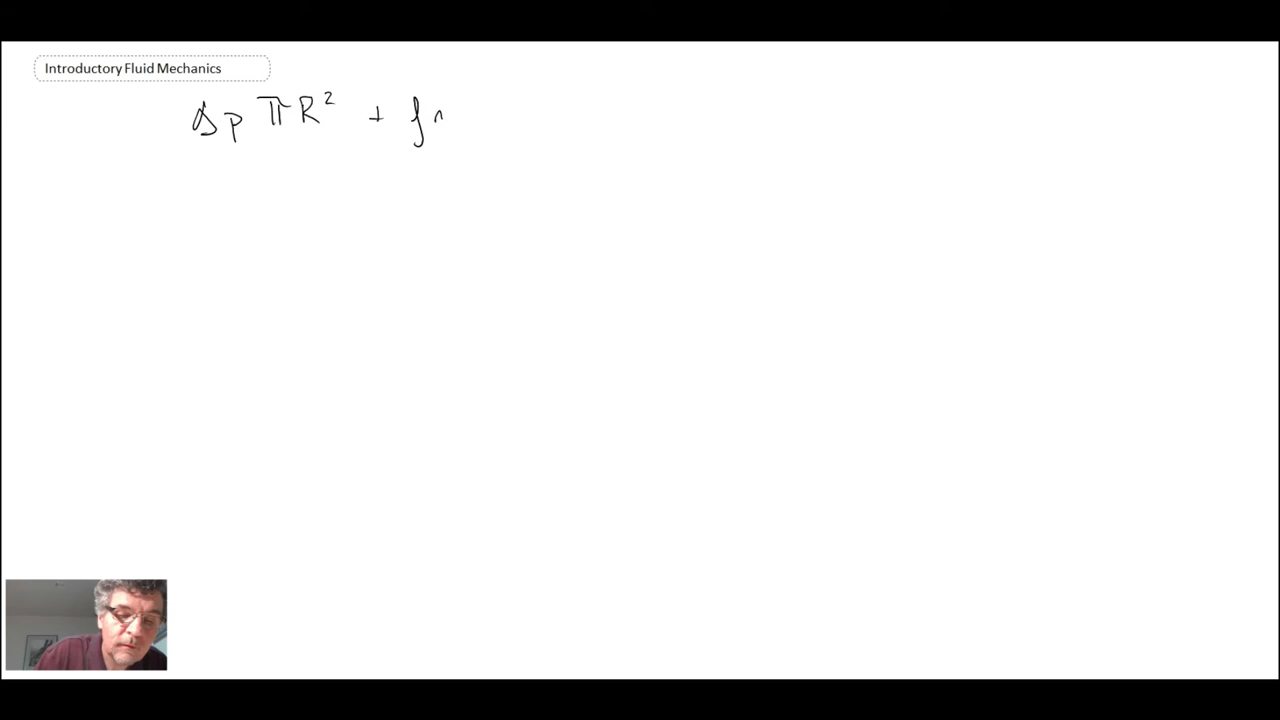 Introductory Fluid Mechanics
Δp πR² +